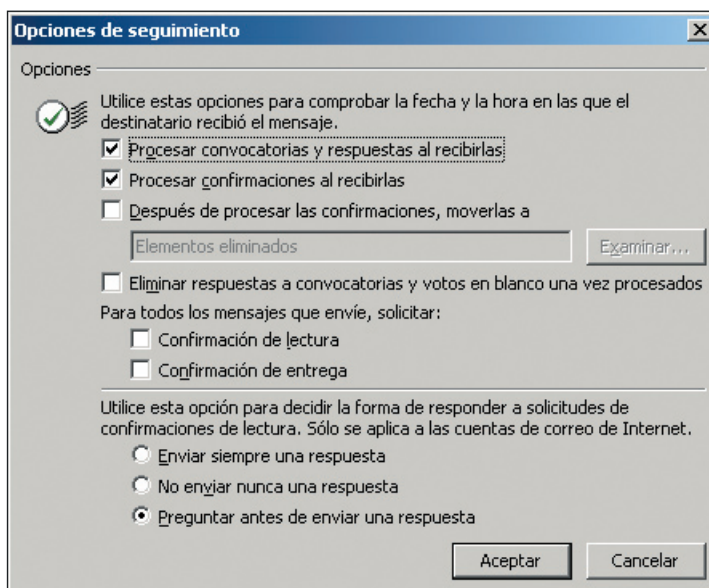 Opciones de seguimiento
Opciones
Utilice estas opciones para comprobar la fecha y la hora en las que el
destinatario recibió el mensaje.
Procesar convocatorias y respuestas al recibirlas
Procesar confirmaciones al recibirlas
Después de procesar las confirmaciones, moverlas a
Elementos eliminados
Examinar...
Eliminar respuestas a convocatorias y votos en blanco una vez procesados
Para todos los mensajes que envíe, solicitar:
Confirmación de lectura
Confirmación de entrega
Utilice esta opción para decidir la forma de responder a solicitudes de
confirmaciones de lectura. Sólo se aplica a las cuentas de correo de Internet.
Enviar siempre una respuesta
No enviar nunca una respuesta
Preguntar antes de enviar una respuesta
Aceptar
Cancelar